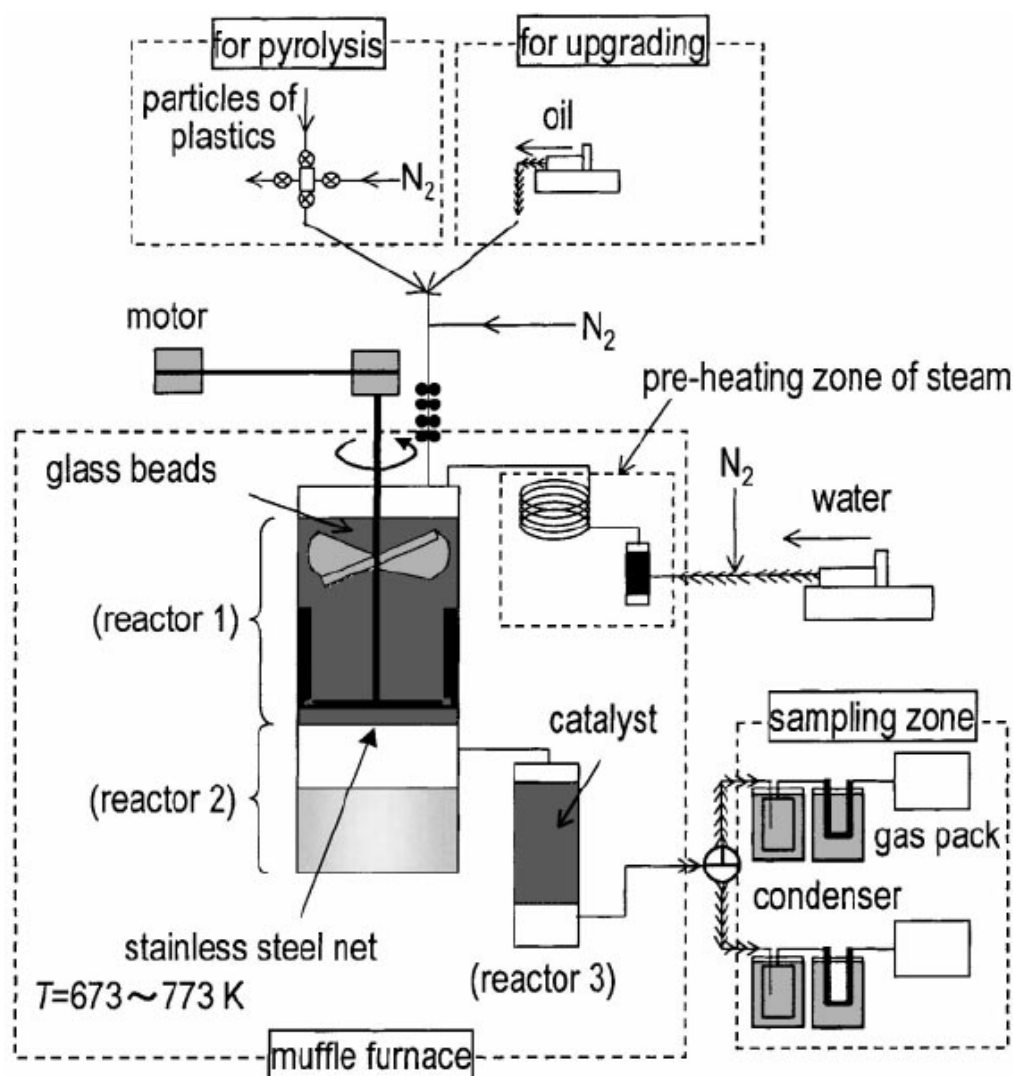 for pyrolysis
for upgrading
particles of
plastics
oil
N2
motor
N2
pre-heating zone of steam
glass beads
N2
water
(reactor 1)
catalyst
sampling zone
(reactor 2)
gas pack
condenser
stainless steel net
(reactor 3)
T=673～773 K
muffle furnace